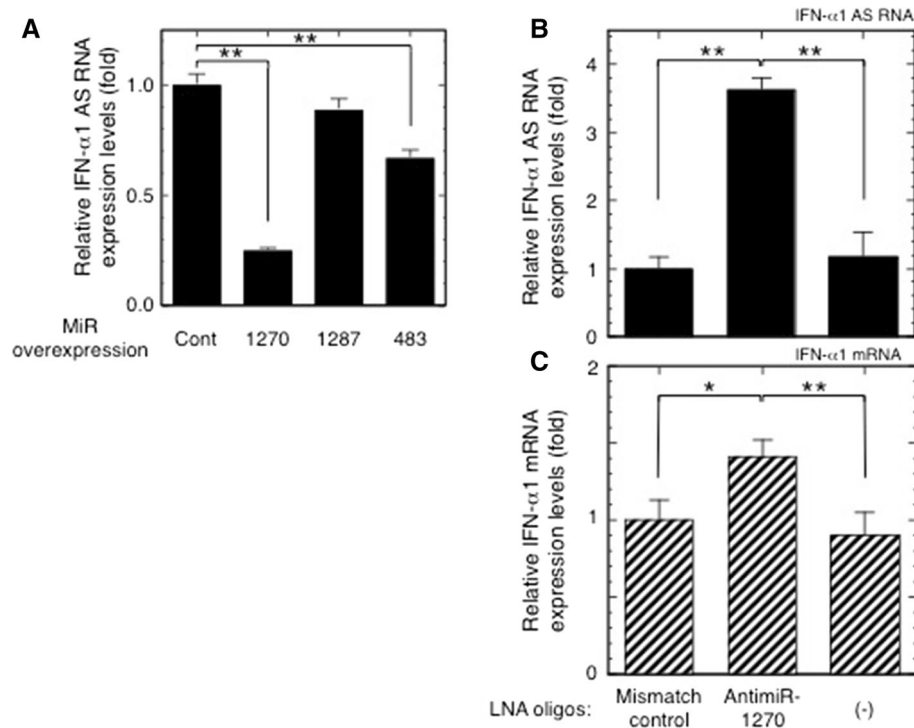 A
Relative IFN-α1 AS RNA
expression levels (fold)
1.0
0.5
0.0
**
**
MiR
overexpression
Cont
1270
1287
483
B
IFN-α1 AS RNA
Relative IFN-α1 AS RNA
expression levels (fold)
4
3
2
1
0
**
**
C
IFN-α1 mRNA
Relative IFN-α1 mRNA
expression levels (fold)
2
1
0
*
**
LNA oligos:
Mismatch
control
AntimiR-
1270
(-)